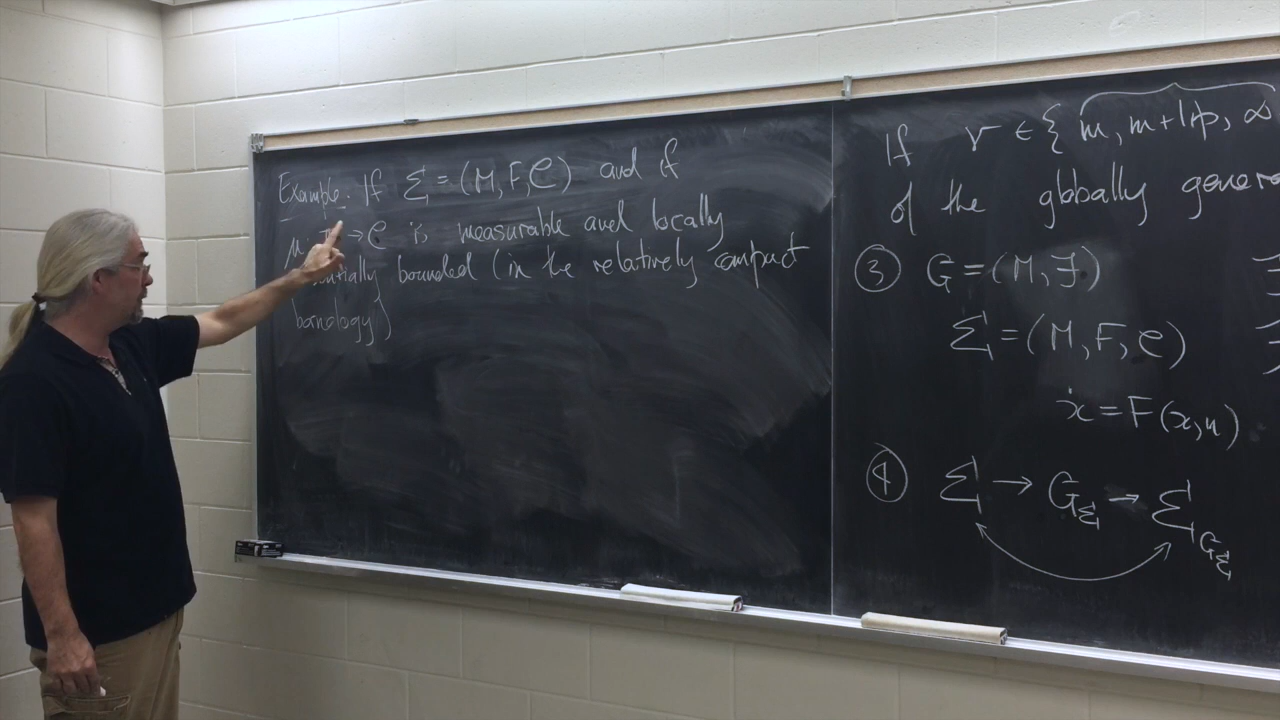 Example. If Σ = (M, F, 𝒞) and if
μ → 𝒞 is measurable and locally
bounded (in the relatively compact
bornology)
If r ∈ { m, m+lip, ∞
of the globally genera
③ G = (M, ℱ)
Σ = (M, F, 𝒞)
ẋ = F(x, u)
④ Σ → G_Σ → Σ_{G_Σ}